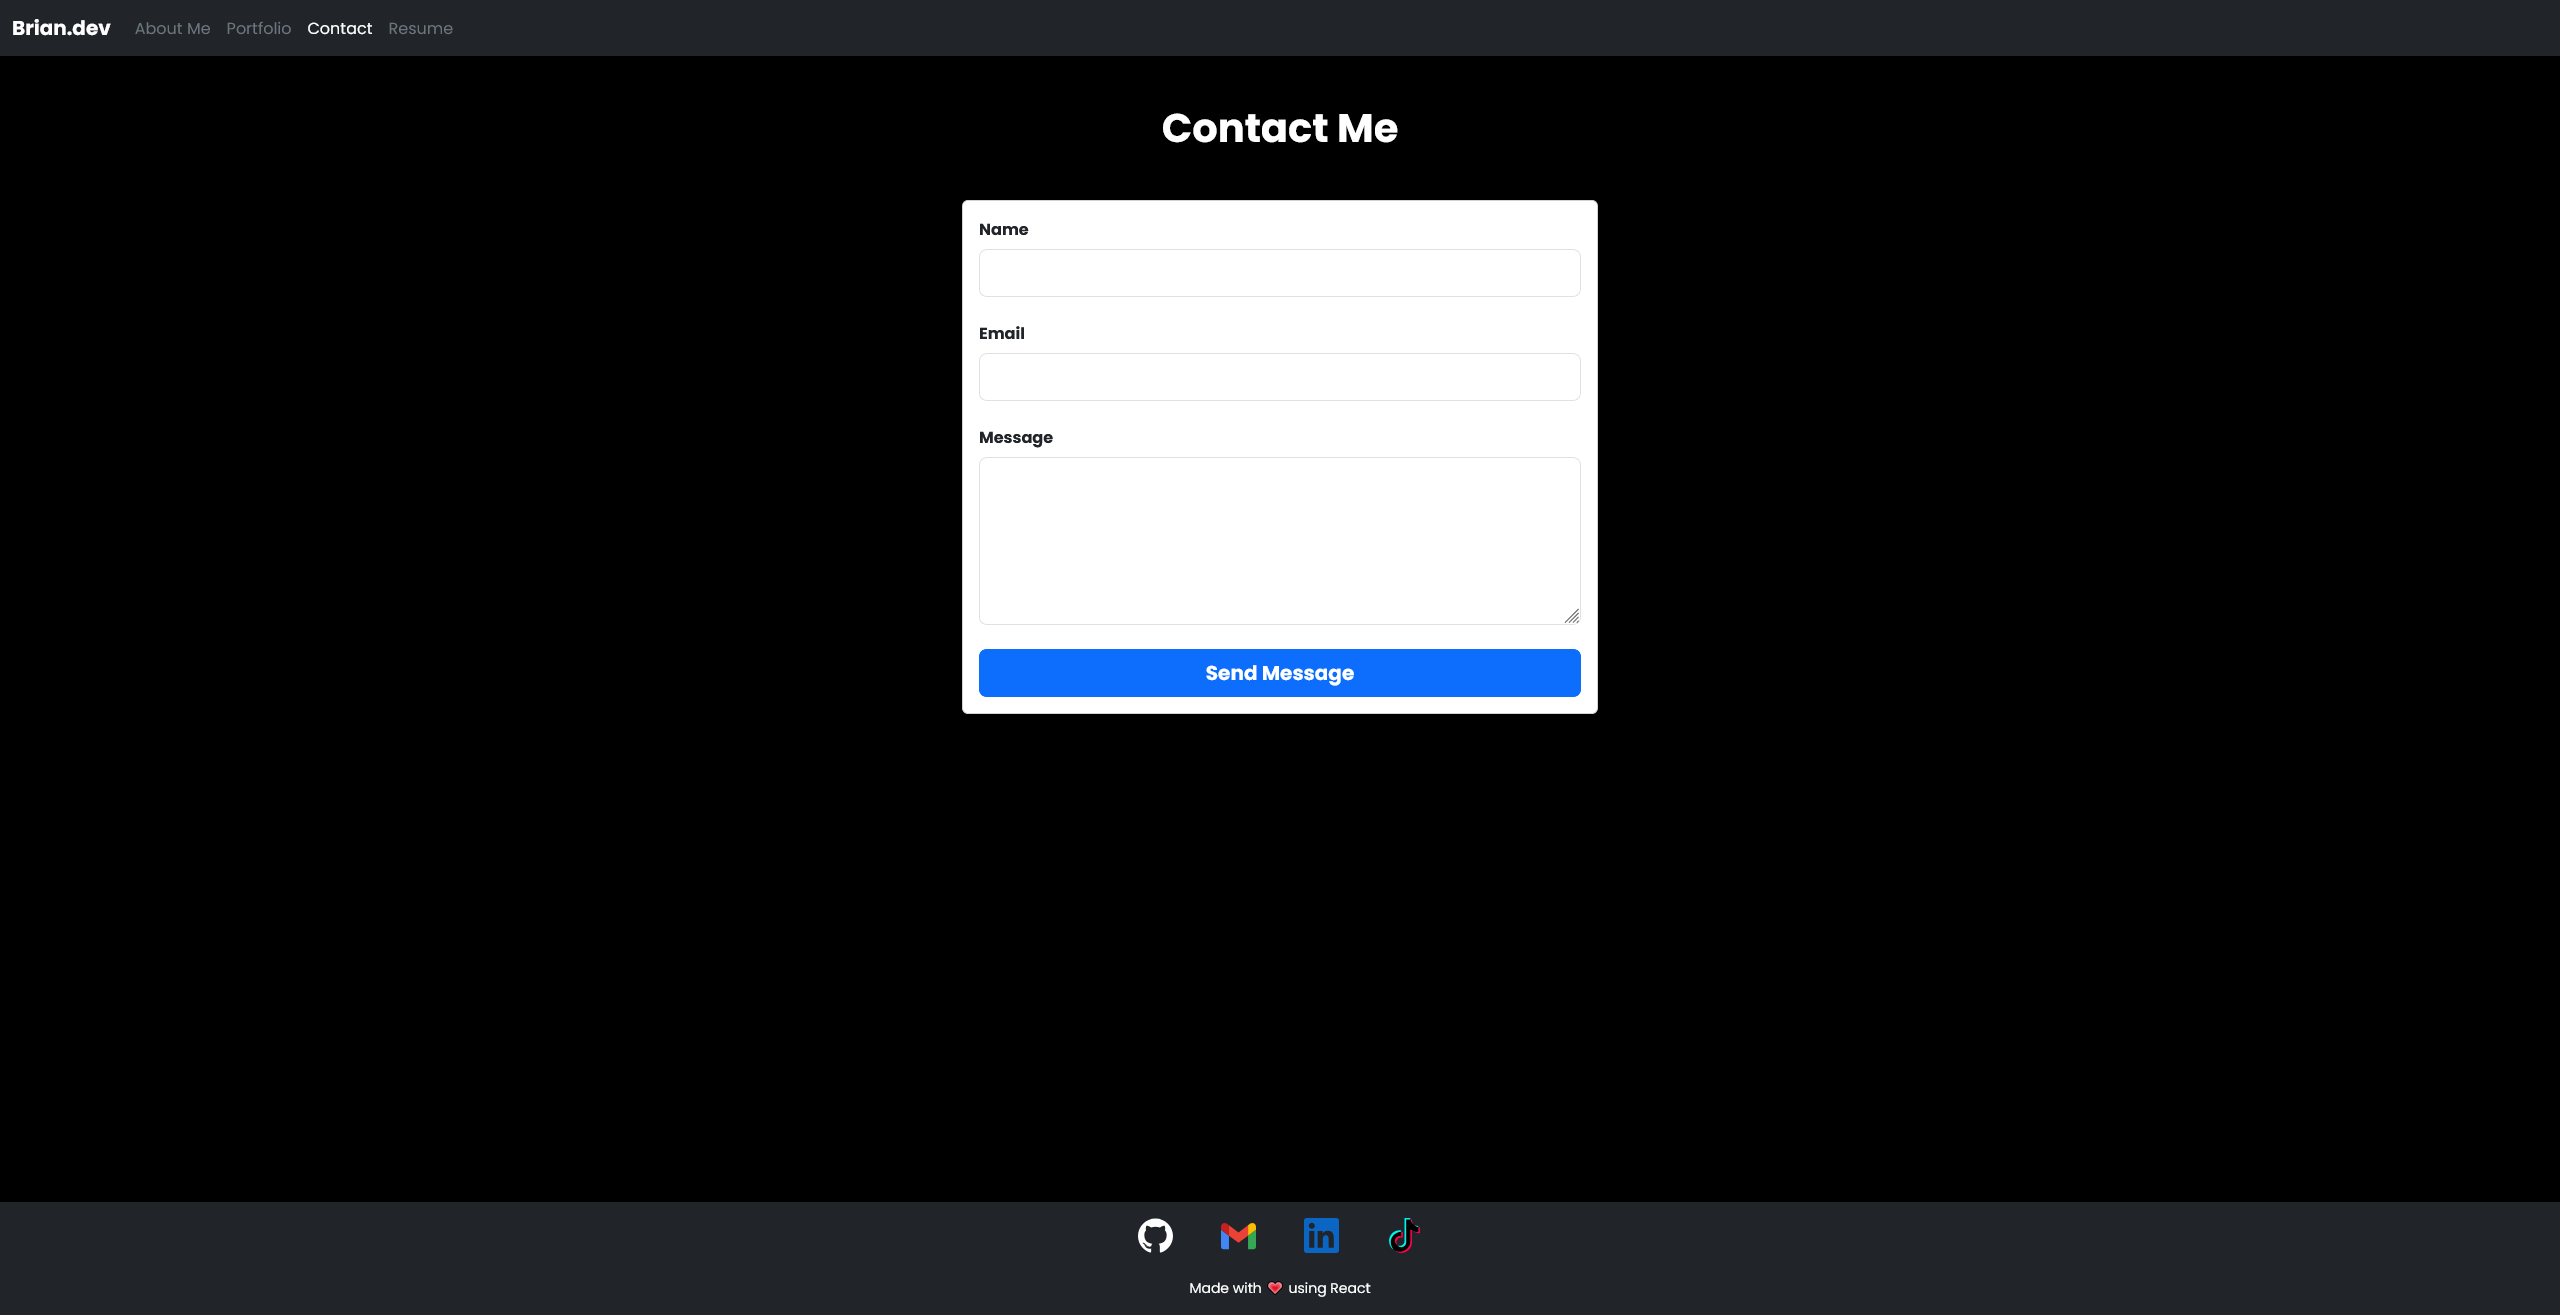 Brian.dev About Me Portfolio Contact Resume
Contact Me
Name
Email
Message
Send Message
Made with ❤️ using React